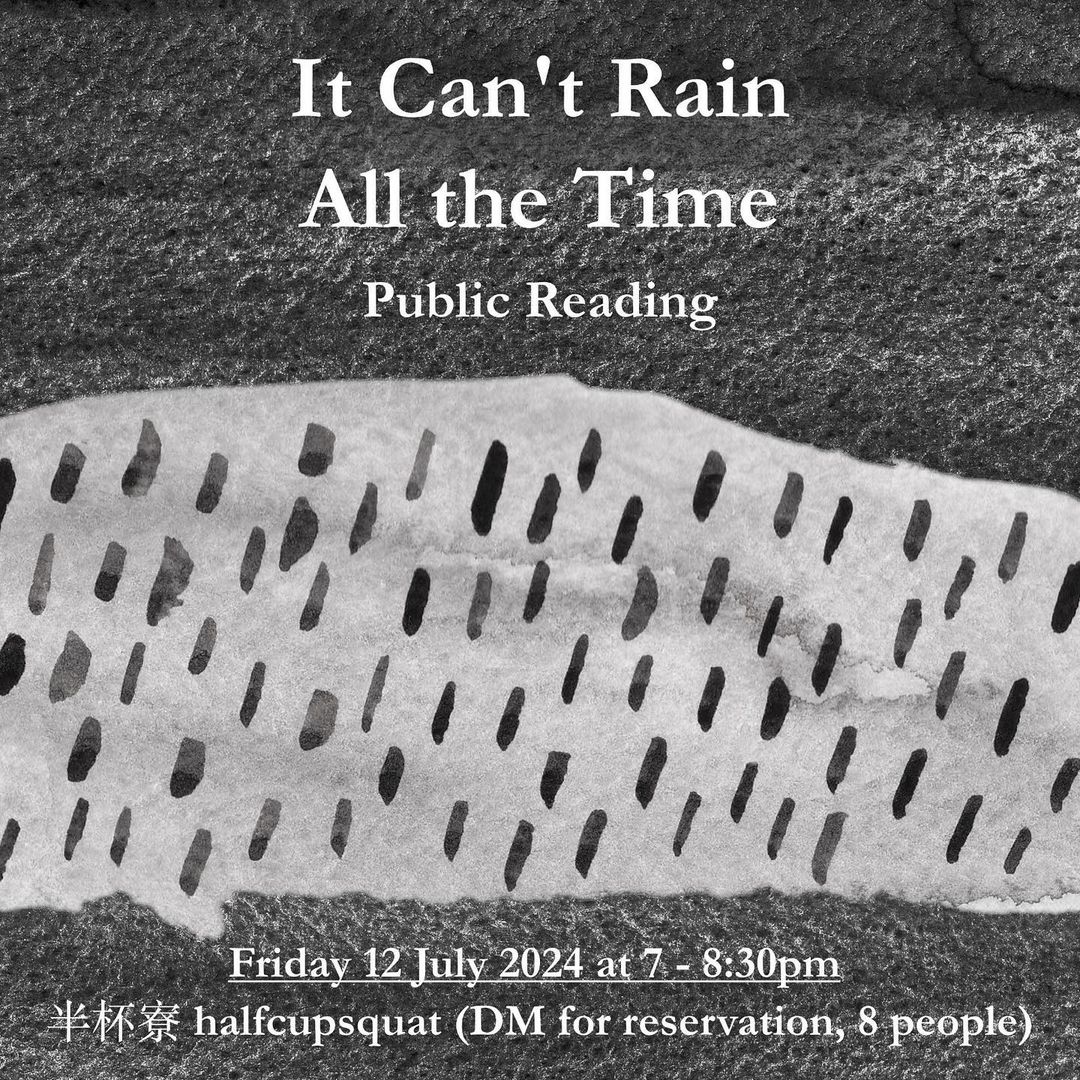 It Can't Rain
All the Time
Public Reading
Friday 12 July 2024 at 7 - 8:30pm
半杯寮 halfcupsquat (DM for reservation, 8 people)